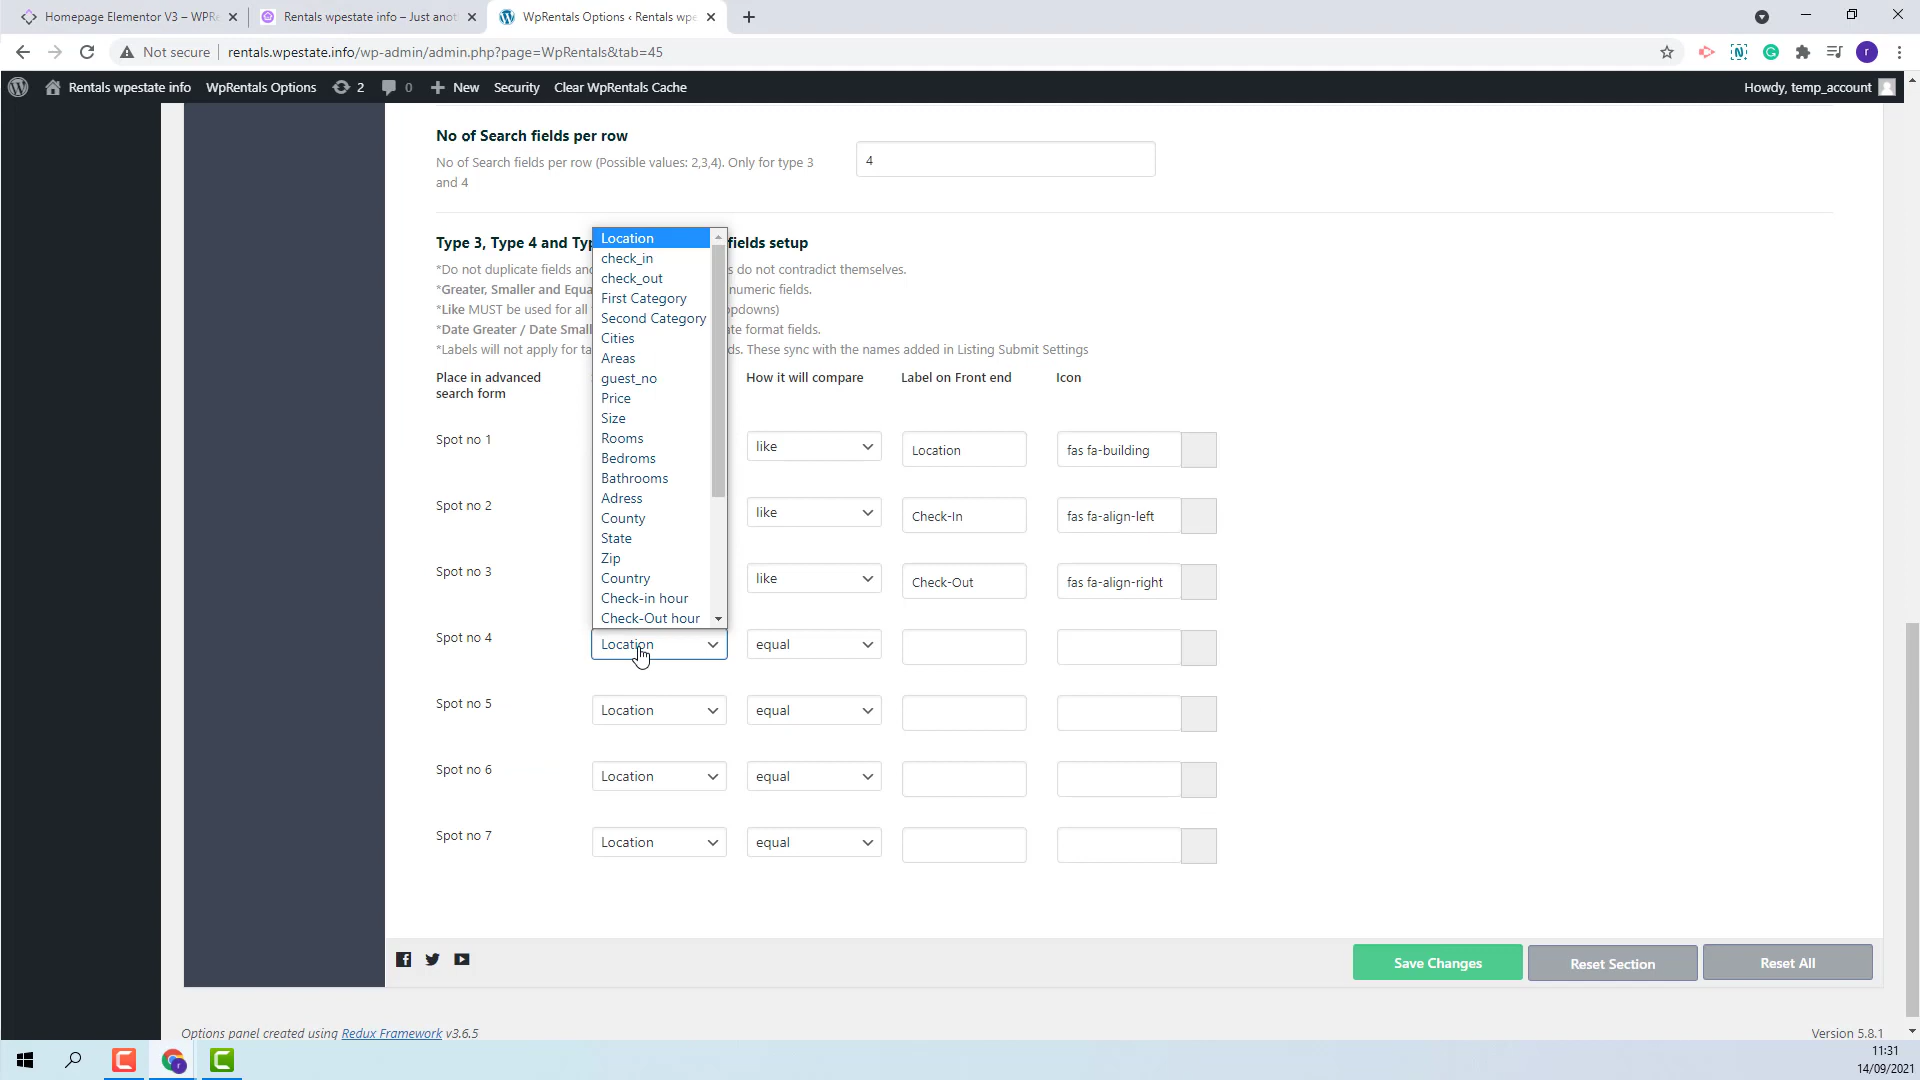 Homepage Elementor V3 – WPRe
Rentals wpestate info – Just anot
WpRentals Options ‹ Rentals wpe
Not secure
rentals.wpestate.info/wp-admin/admin.php?page=WpRentals&tab=45
r
Rentals wpestate info
WpRentals Options
2
0
New
Security
Clear WpRentals Cache
Howdy, temp_account
No of Search fields per row
No of Search fields per row (Possible values: 2,3,4). Only for type 3
and 4
4
Type 3, Type 4 and Typ
fields setup
*Do not duplicate fields and
s do not contradict themselves.
*Greater, Smaller and Equa
numeric fields.
*Like MUST be used for all
opdowns)
*Date Greater / Date Small
te format fields.
*Labels will not apply for ta
ds. These sync with the names added in Listing Submit Settings
Location
check_in
check_out
First Category
Second Category
Cities
Areas
guest_no
Price
Size
Rooms
Bedroms
Bathrooms
Adress
County
State
Zip
Country
Check-in hour
Check-Out hour
Place in advanced
search form
How it will compare
Label on Front end
Icon
Spot no 1
like
Location
fas fa-building
Spot no 2
like
Check-In
fas fa-align-left
Spot no 3
like
Check-Out
fas fa-align-right
Spot no 4
Location
equal
Spot no 5
Location
equal
Spot no 6
Location
equal
Spot no 7
Location
equal
Save Changes
Reset Section
Reset All
Options panel created using Redux Framework v3.6.5
Version 5.8.1
11:31
14/09/2021